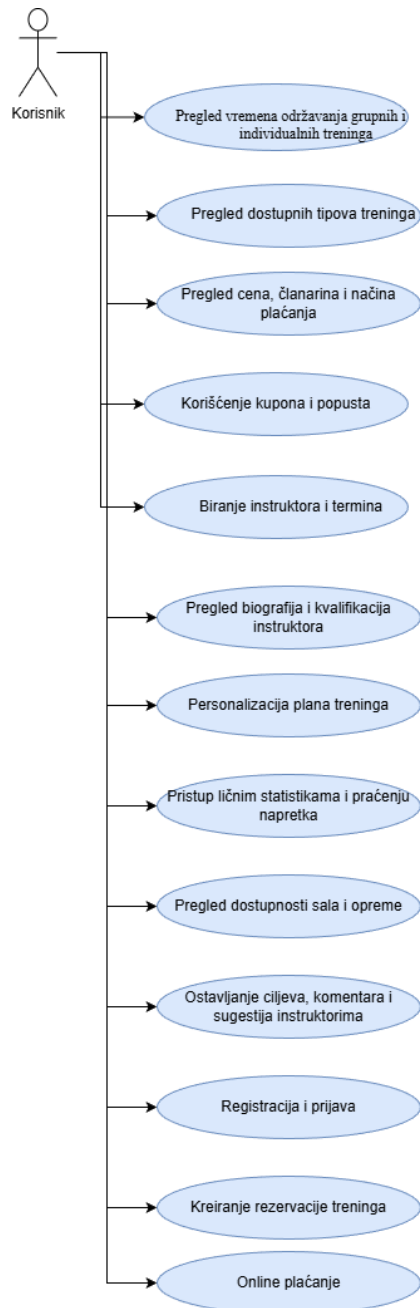 Korisnik
Pregled vremena održavanja grupnih i
individualnih treninga
Pregled dostupnih tipova treninga
Pregled cena, članarina i načina
plaćanja
Korišćenje kupona i popusta
Biranje instruktora i termina
Pregled biografija i kvalifikacija
instruktora
Personalizacija plana treninga
Pristup ličnim statistikama i praćenju
napretka
Pregled dostupnosti sala i opreme
Ostavljanje ciljeva, komentara i
sugestija instruktorima
Registracija i prijava
Kreiranje rezervacije treninga
Online plaćanje